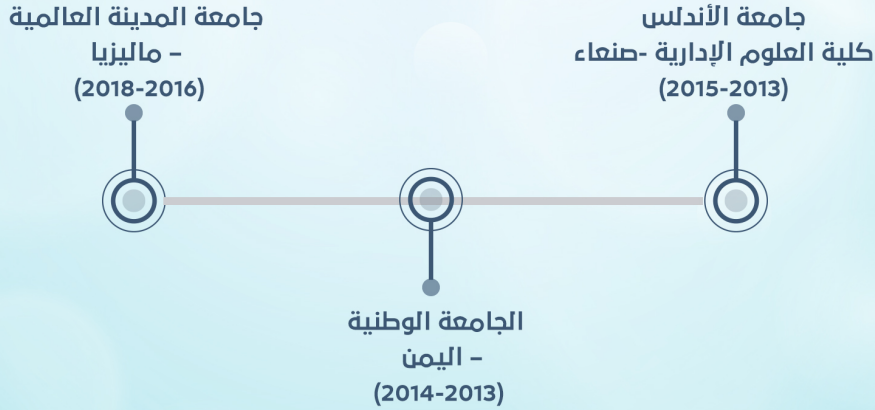 جامعة الأندلس
كلية العلوم الإدارية -صنعاء
(2015-2013)
الجامعة الوطنية
– اليمن
(2014-2013)
جامعة المدينة العالمية
– ماليزيا
(2018-2016)